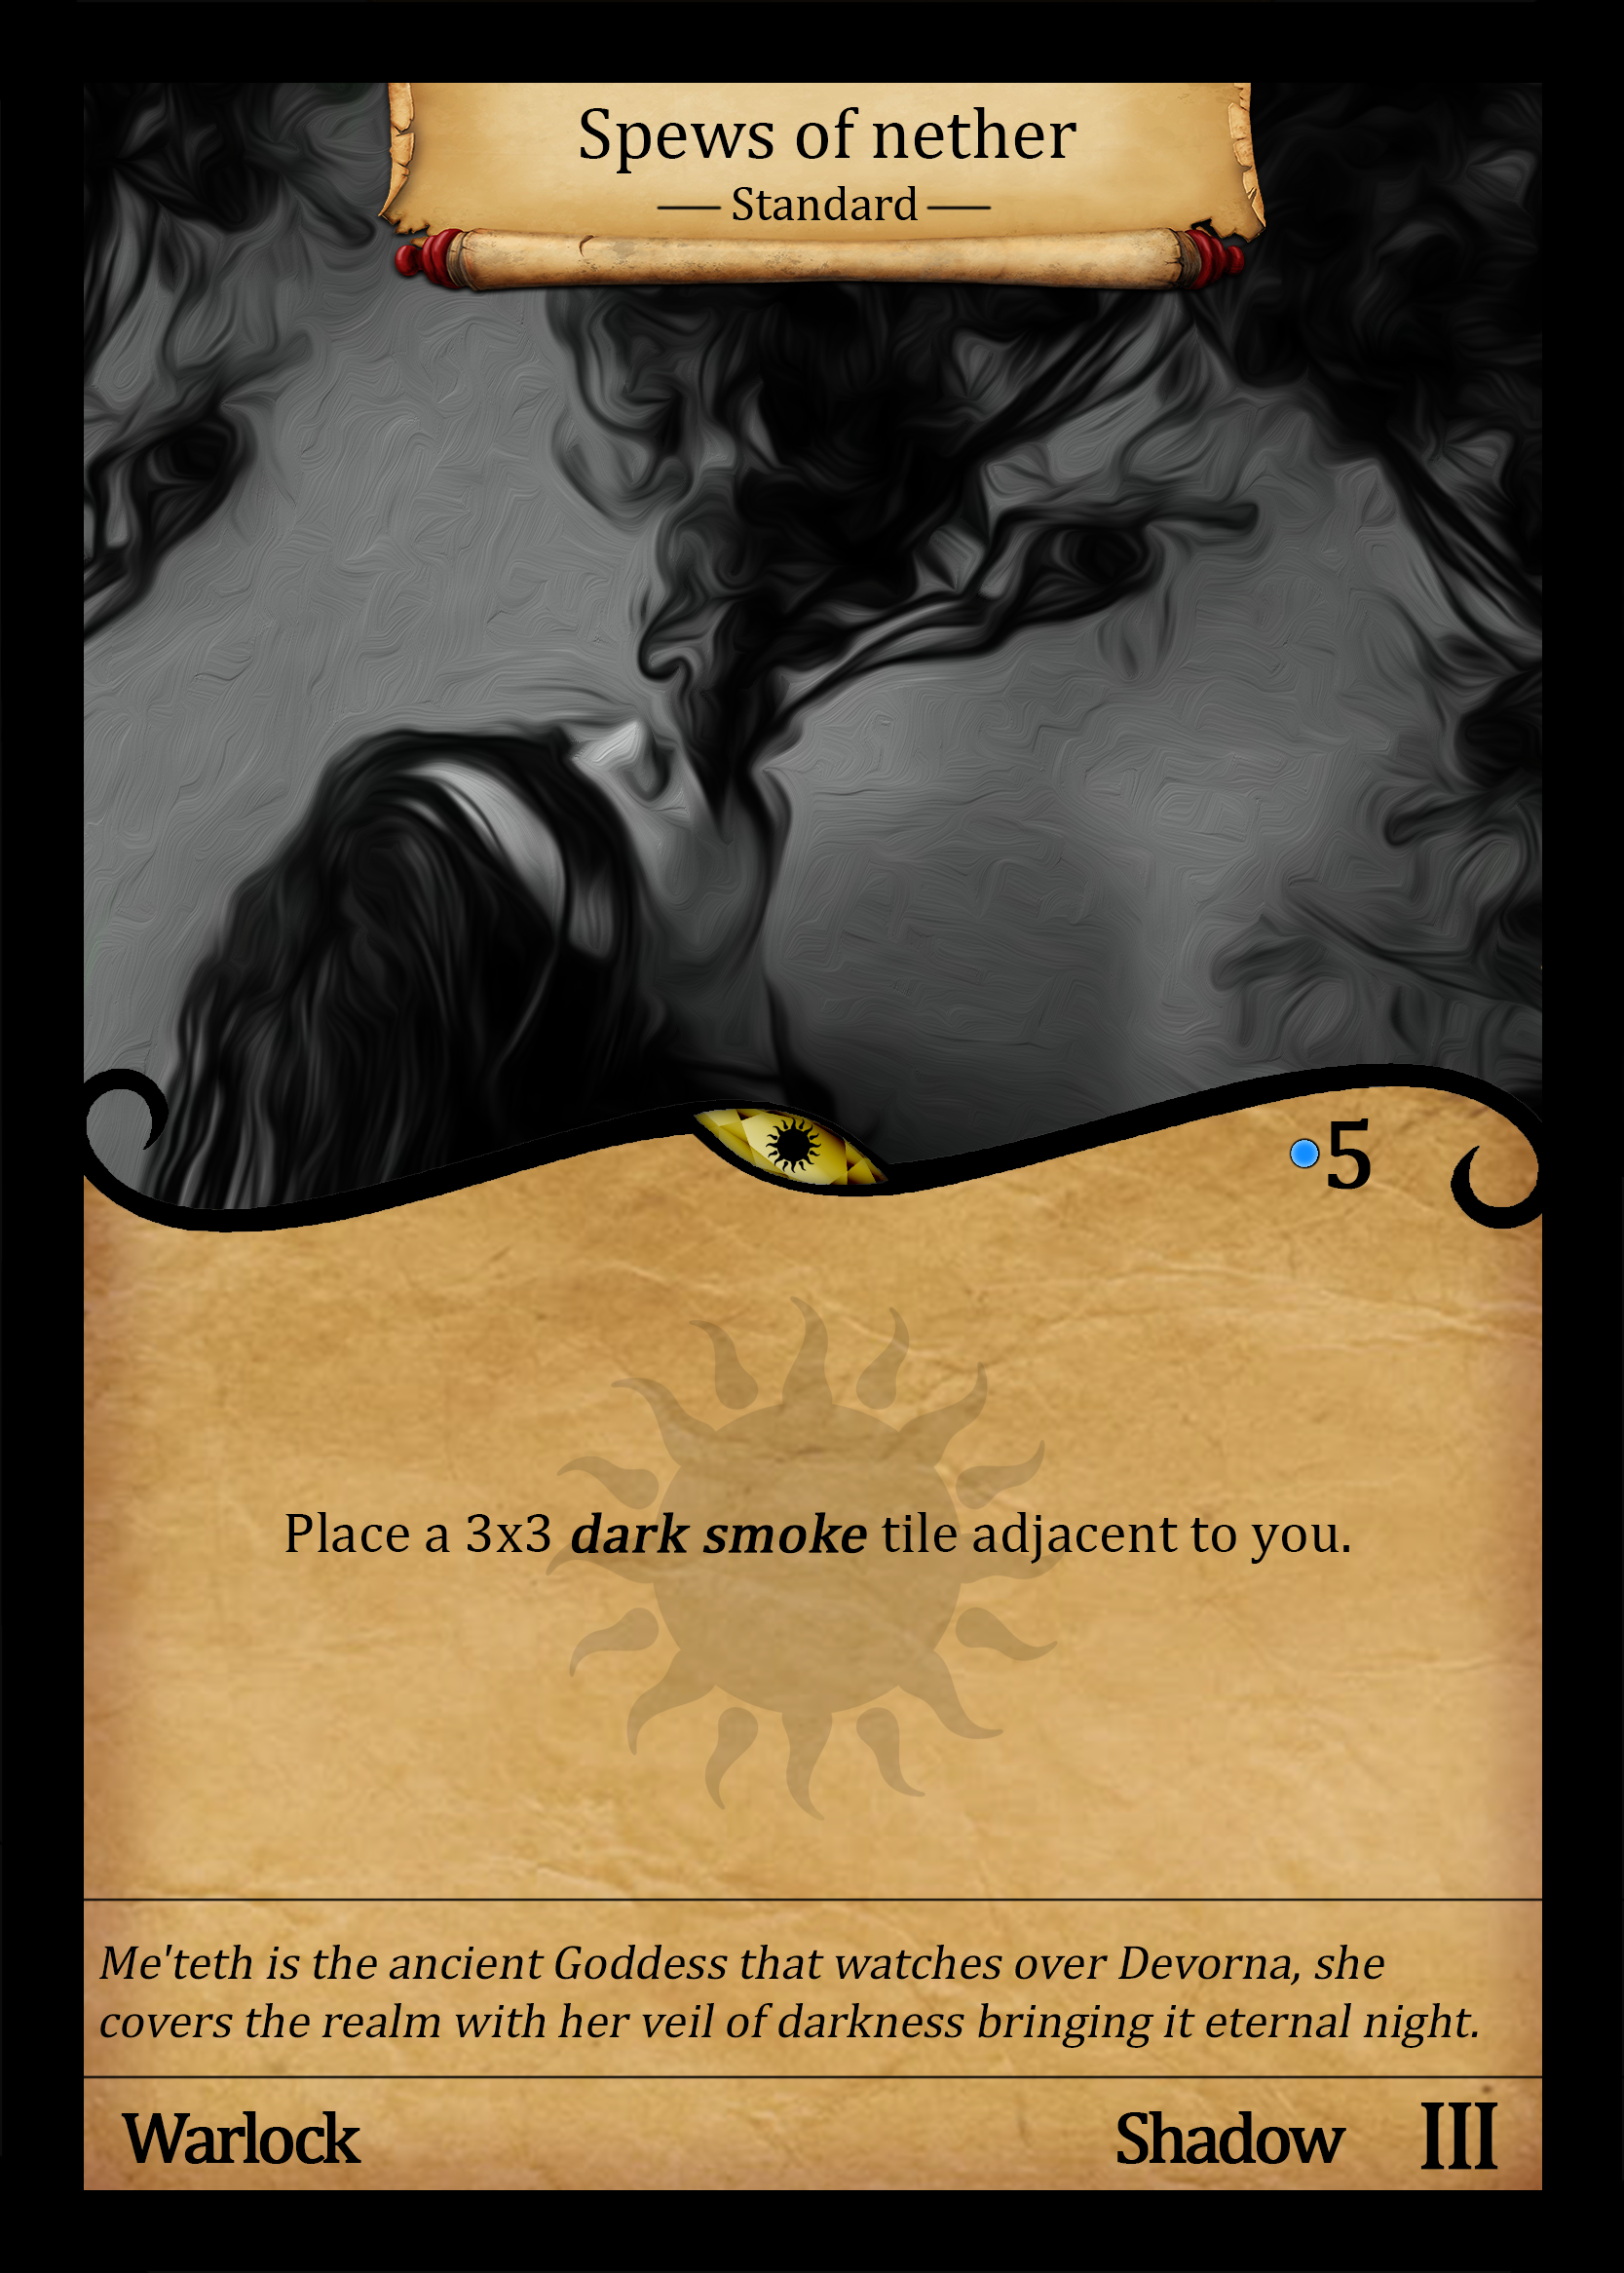 Spews of nether
Standard
5
Place a 3x3 dark smoke tile adjacent to you.
Me'teth is the ancient Goddess that watches over Devorna, she
covers the realm with her veil of darkness bringing it eternal night.
Warlock Shadow III